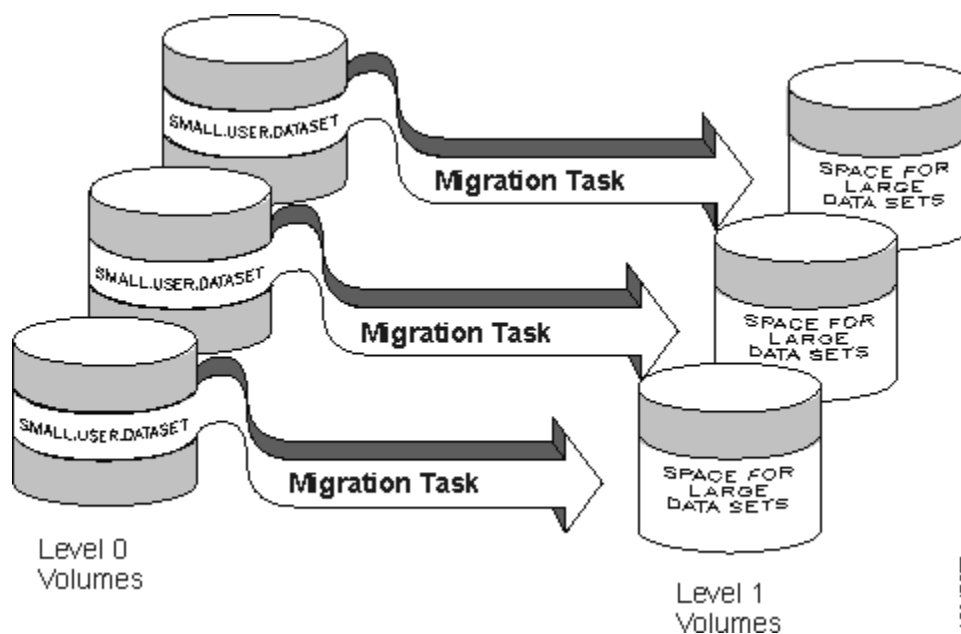 SMALL.USER.DATASET
Migration Task
SPACE FOR
LARGE
DATA SETS
SMALL.USER.DATASET
Migration Task
SPACE FOR
LARGE
DATA SETS
SMALL.USER.DATASET
Migration Task
SPACE FOR
LARGE
DATA SETS
Level 0
Volumes
Level 1
Volumes